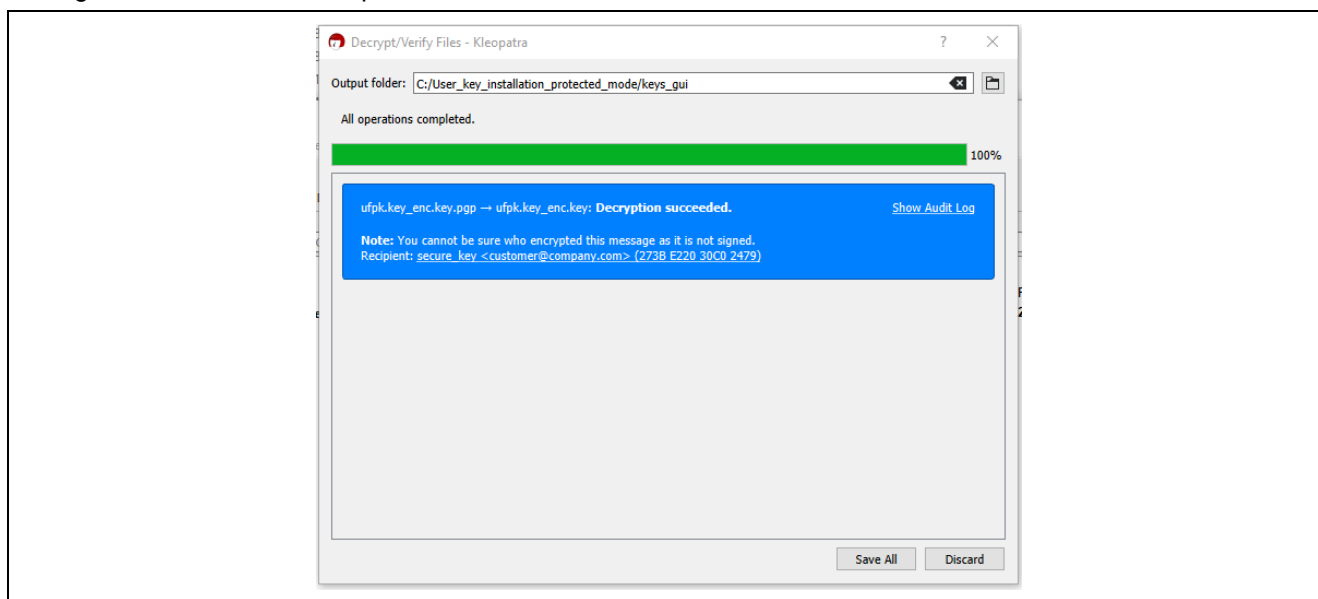 Decrypt/Verify Files - Kleopatra
Output folder: C:/User_key_installation_protected_mode/keys_gui
All operations completed.
100%
ufpk.key_enc.key.pgp → ufpk.key_enc.key: Decryption succeeded. Show Audit Log
Note: You cannot be sure who encrypted this message as it is not signed.
Recipient: secure_key <customer@company.com> (273B E220 30C0 2479)
Save All Discard